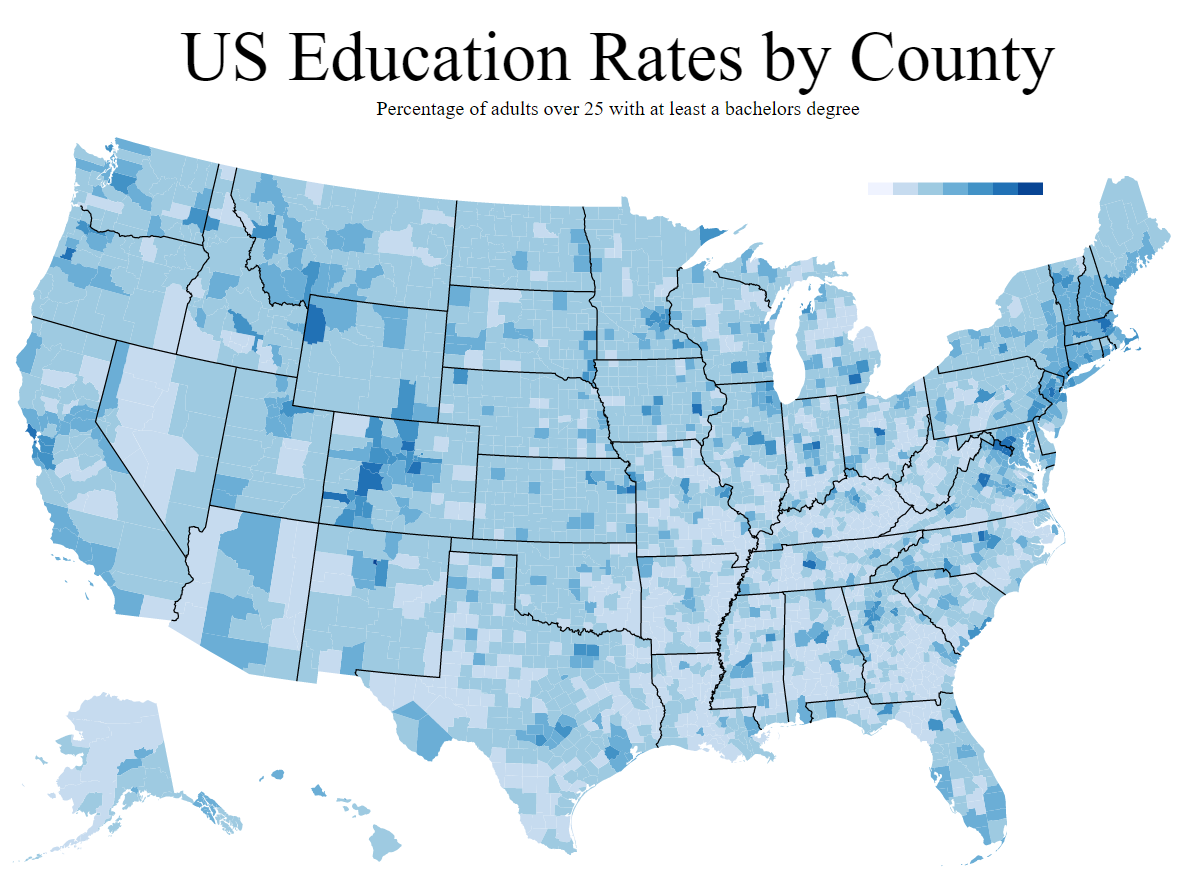 US Education Rates by County
Percentage of adults over 25 with at least a bachelors degree